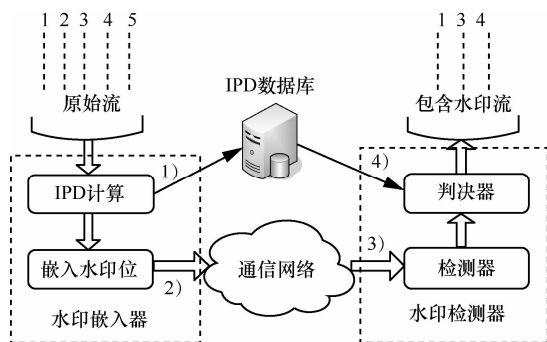 1 2 3 4 5
1 3 4
原始流
IPD数据库
包含水印流
1)
4)
IPD计算
判决器
嵌入水印位
2)
通信网络
3)
检测器
水印嵌入器
水印检测器